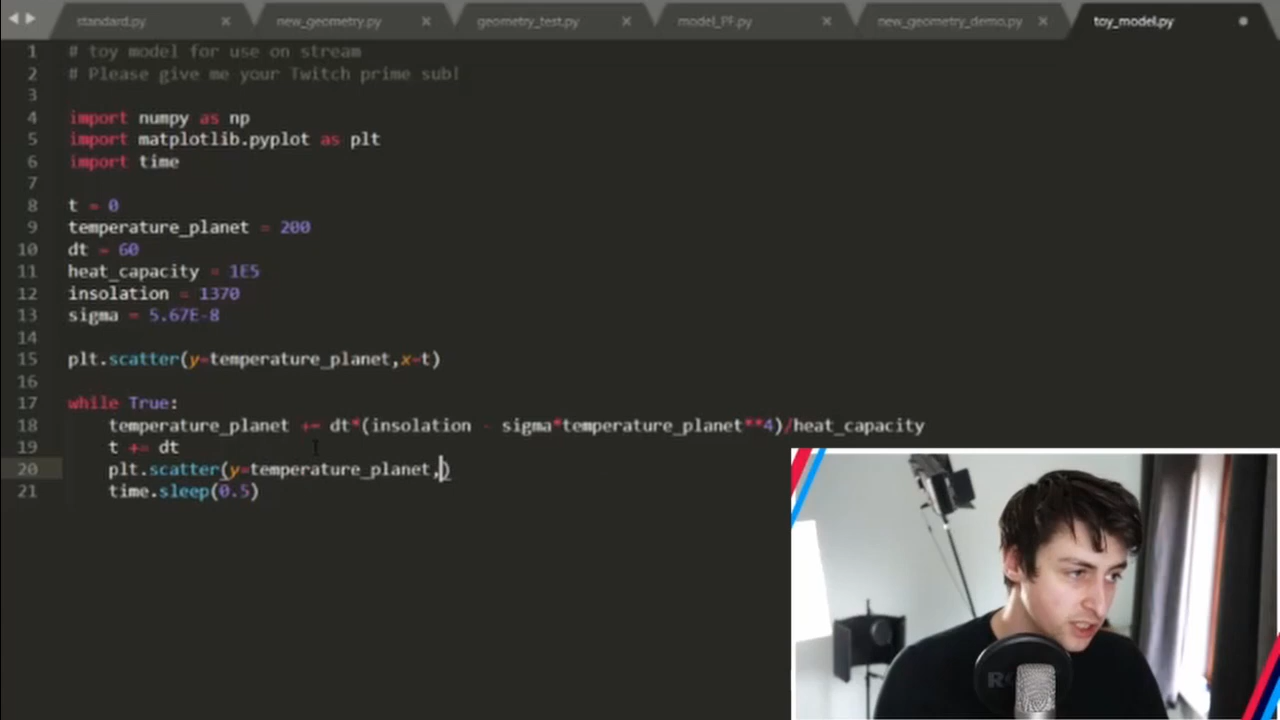 standard.py × new_geometry.py × geometry_test.py × model_PF.py × new_geometry_demo.py × toy_model.py
1 # toy model for use on stream
2 # Please give me your Twitch prime sub!
3
4 import numpy as np
5 import matplotlib.pyplot as plt
6 import time
7
8 t = 0
9 temperature_planet = 200
10 dt = 60
11 heat_capacity = 1E5
12 insolation = 1370
13 sigma = 5.67E-8
14
15 plt.scatter(y=temperature_planet,x=t)
16
17 while True:
18 temperature_planet += dt*(insolation - sigma*temperature_planet**4)/heat_capacity
19 t += dt
20 plt.scatter(y=temperature_planet,)
21 time.sleep(0.5)